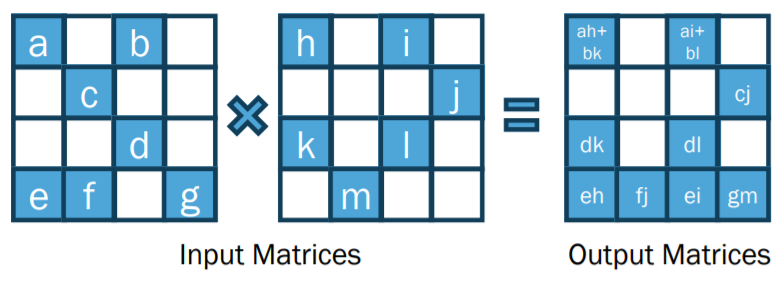 a b h i ah+ ai+
bk bl
c j cj
d k l dk dl
e f g m eh fj ei gm
Input Matrices Output Matrices